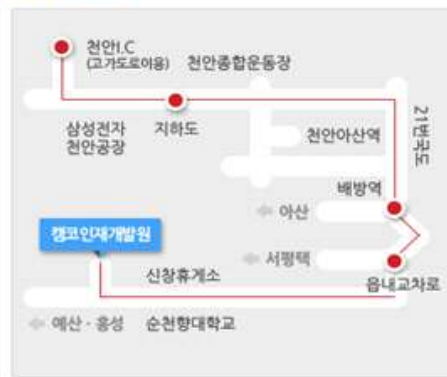 천안I.C
(고가도로이용)
천안종합운동장
삼성전자
천안공장
지하도
천안아산역
21번국도
배방역
아산
캠코인재개발원
서평택
신창휴게소
읍내교차로
예산 · 홍성
순천향대학교